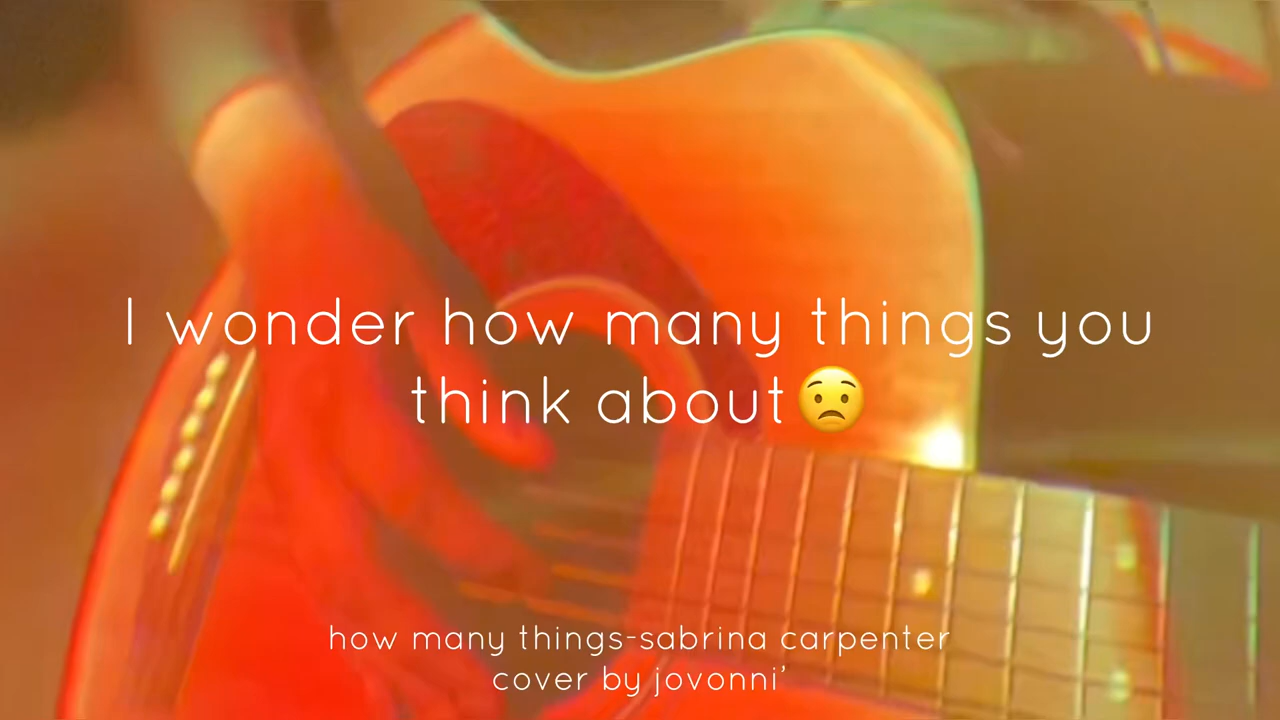 I wonder how many things you
think about😟
how many things-sabrina carpenter
cover by jovonni’